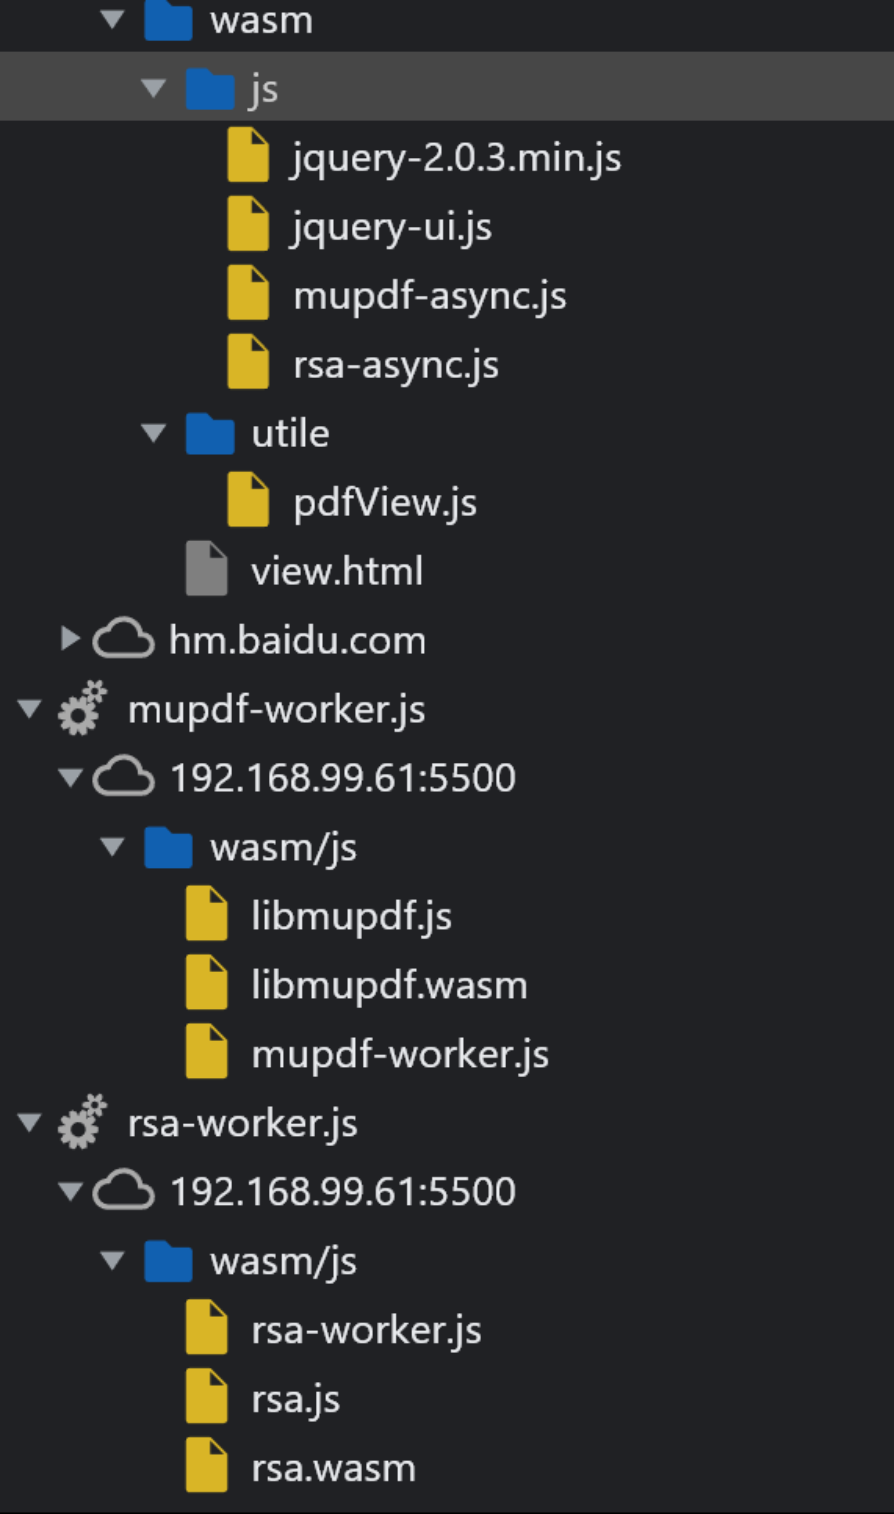 wasm
js
jquery-2.0.3.min.js
jquery-ui.js
mupdf-async.js
rsa-async.js
utile
pdfView.js
view.html
hm.baidu.com
mupdf-worker.js
192.168.99.61:5500
wasm/js
libmupdf.js
libmupdf.wasm
mupdf-worker.js
rsa-worker.js
192.168.99.61:5500
wasm/js
rsa-worker.js
rsa.js
rsa.wasm